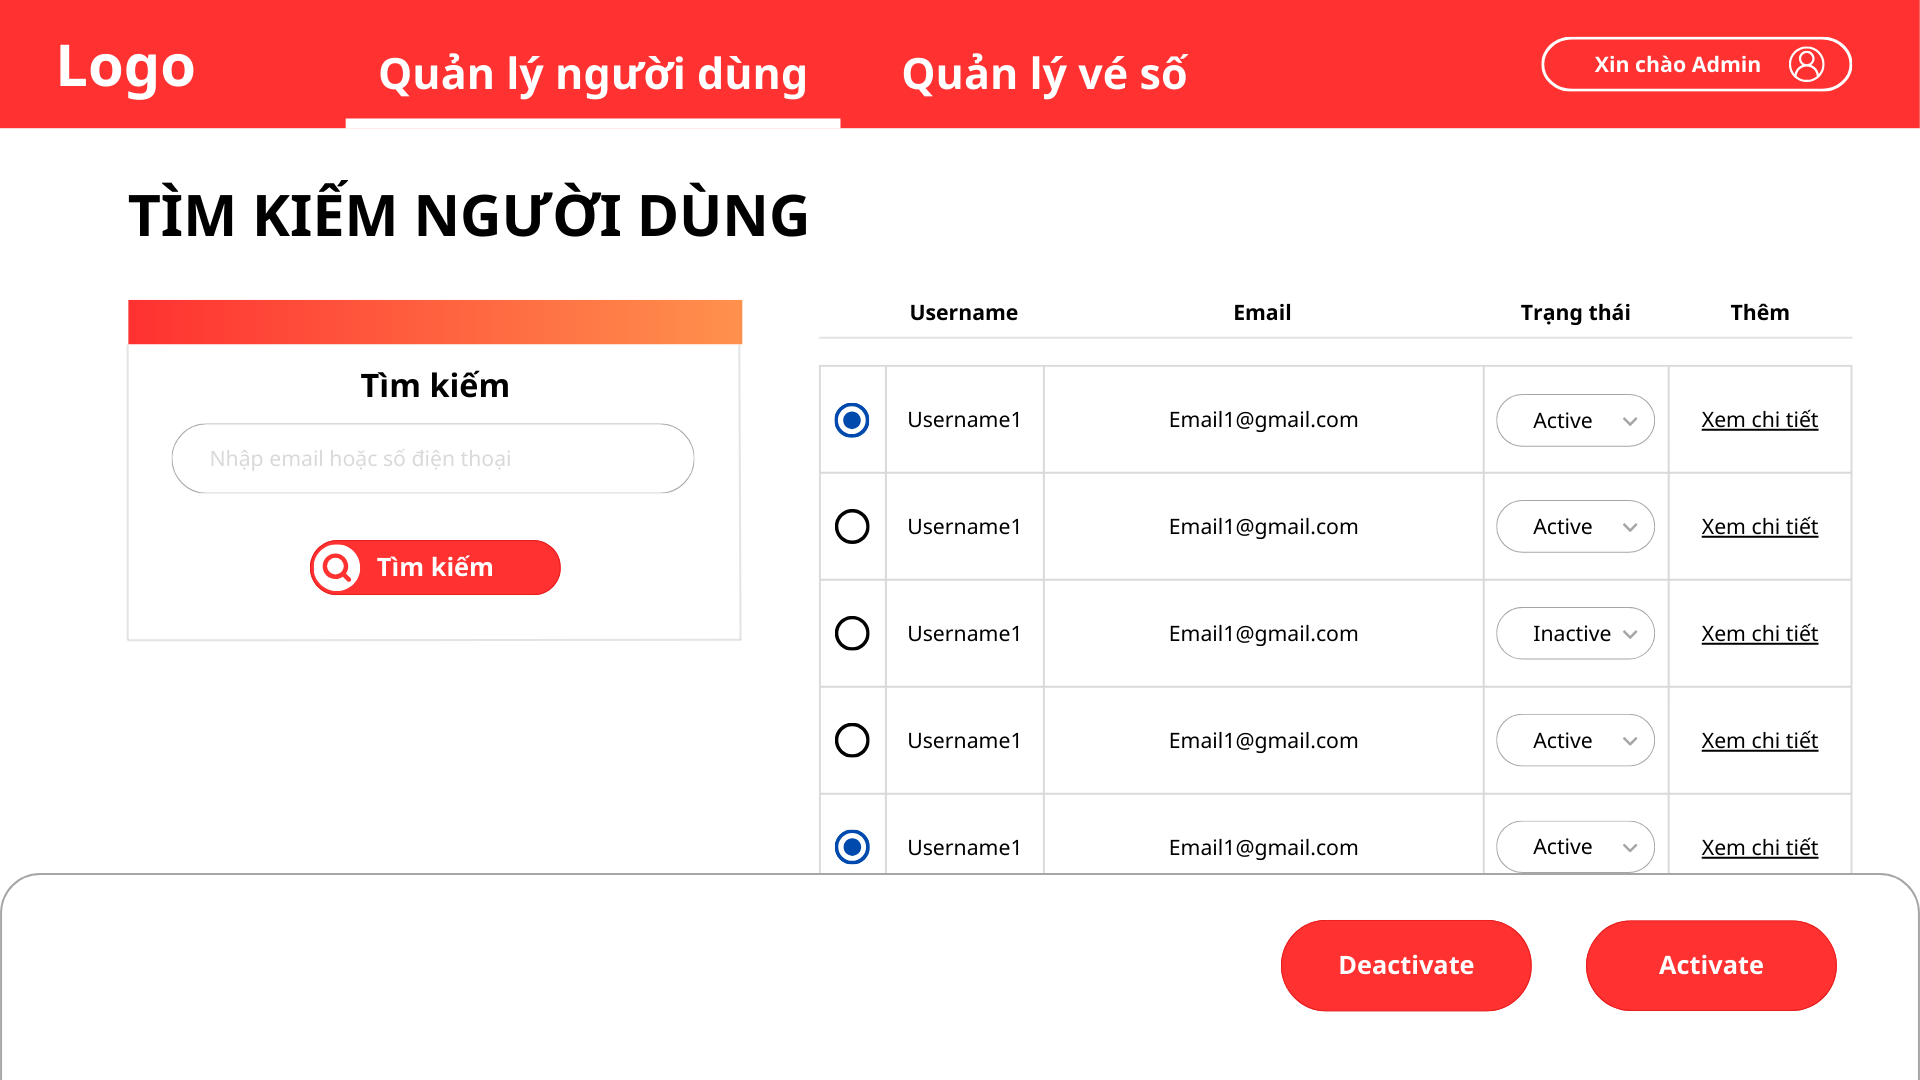 Logo
Quản lý người dùng
Quản lý vé số
Xin chào Admin
TÌM KIẾM NGƯỜI DÙNG
Tìm kiếm
Nhập email hoặc số điện thoại
Tìm kiếm
Username Email Trạng thái Thêm
Username1 Email1@gmail.com Active Xem chi tiết
Username1 Email1@gmail.com Active Xem chi tiết
Username1 Email1@gmail.com Inactive Xem chi tiết
Username1 Email1@gmail.com Active Xem chi tiết
Username1 Email1@gmail.com Active Xem chi tiết
Deactivate
Activate